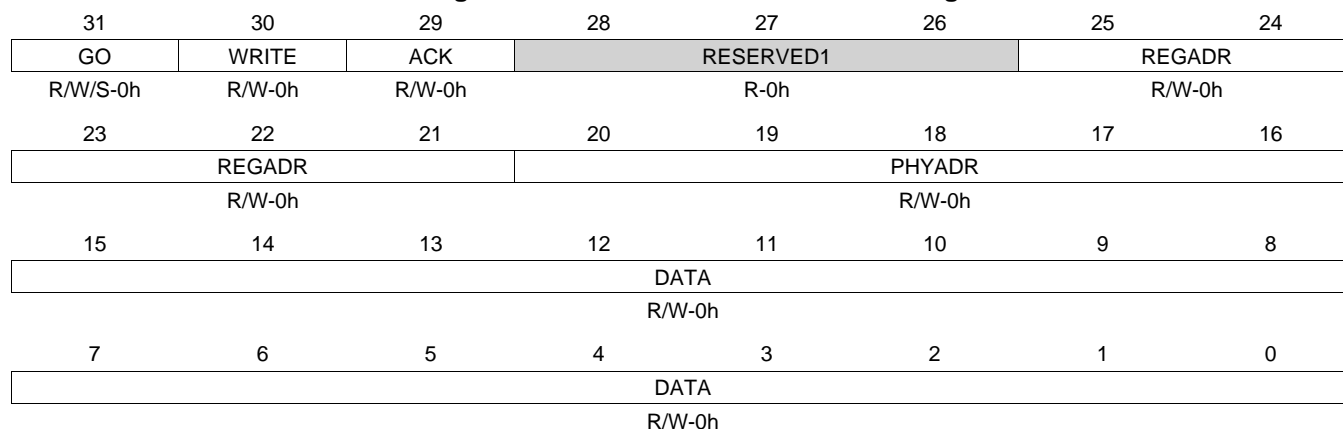 31 30 29 28 27 26 25 24
GO WRITE ACK RESERVED1 REGADR
R/W/S-0h R/W-0h R/W-0h R-0h R/W-0h
23 22 21 20 19 18 17 16
REGADR PHYADR
R/W-0h R/W-0h
15 14 13 12 11 10 9 8
DATA
R/W-0h
7 6 5 4 3 2 1 0
DATA
R/W-0h